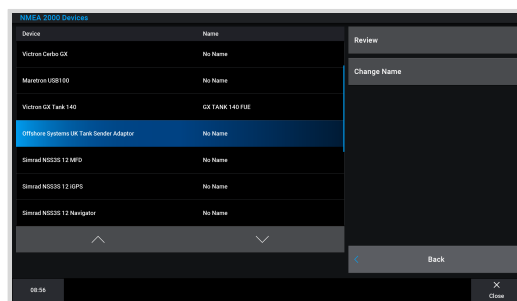 NMEA 2000 Devices
Device Name
Review
Victron Cerbo GX No Name
Change Name
Maretron USB100 No Name
Victron GX Tank 140 GX TANK 140 FUE
Offshore Systems UK Tank Sender Adaptor No Name
Simrad NSS3S 12 MFD No Name
Simrad NSS3S 12 iGPS No Name
Simrad NSS3S 12 Navigator No Name
Back
08:56
Close